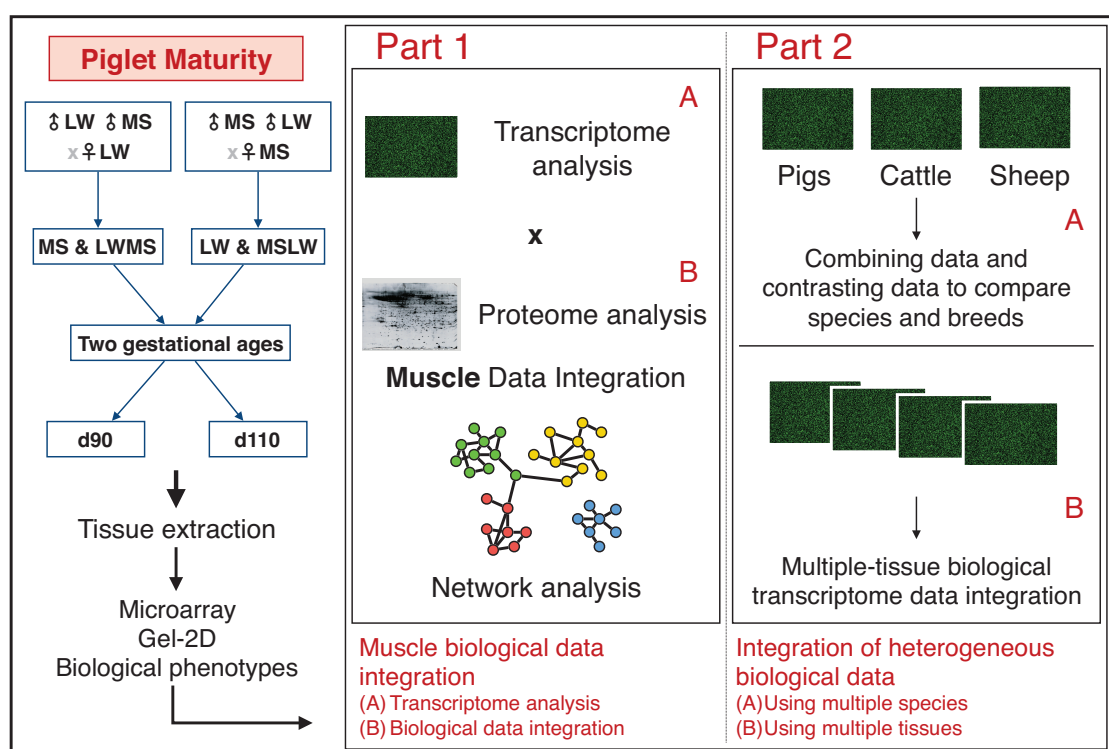 Piglet Maturity
♂LW ♂MS
x♀LW
♂MS ♂LW
x♀MS
MS & LWMS
LW & MSLW
Two gestational ages
d90
d110
Tissue extraction
Microarray
Gel-2D
Biological phenotypes
Part 1
A
Transcriptome
analysis
x
B
Proteome analysis
Muscle Data Integration
Network analysis
Muscle biological data
integration
(A) Transcriptome analysis
(B) Biological data integration
Part 2
Pigs
Cattle
Sheep
A
Combining data and
contrasting data to compare
species and breeds
B
Multiple-tissue biological
transcriptome data integration
Integration of heterogeneous
biological data
(A)Using multiple species
(B)Using multiple tissues